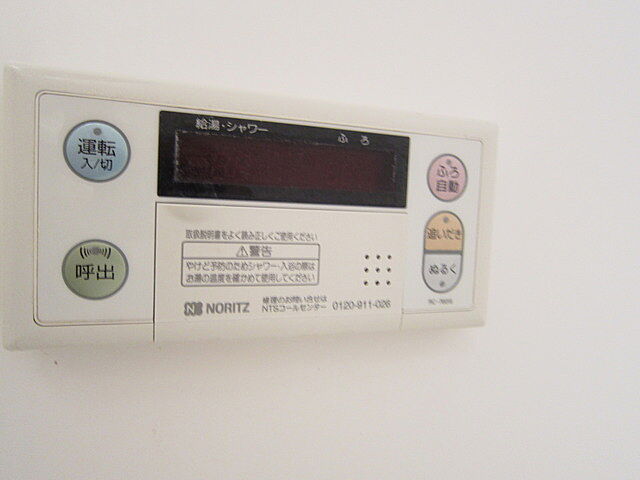 給湯・シャワー
ふろ
運転
入/切
ふろ
自動
追いだき
ぬるく
呼出
取扱説明書をよく読み正しくご使用ください
⚠警告
やけど予防のためシャワー・入浴の際は
お湯の温度を確かめて使用してください
NORITZ
修理のお問い合せは
NTSコールセンター 0120-911-026